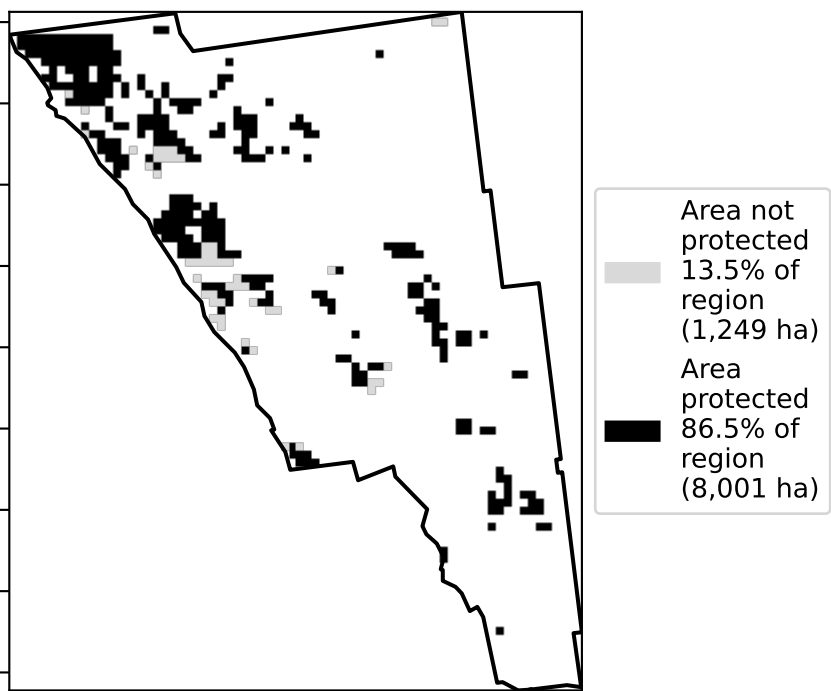 Area not
protected
13.5% of
region
(1,249 ha)
Area
protected
86.5% of
region
(8,001 ha)